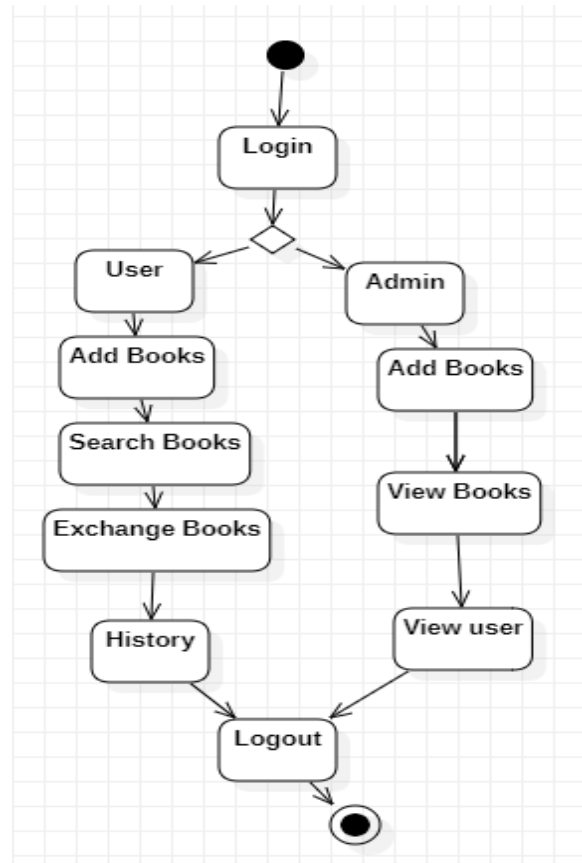 Login
User
Admin
Add Books
Add Books
Search Books
View Books
Exchange Books
View user
History
Logout